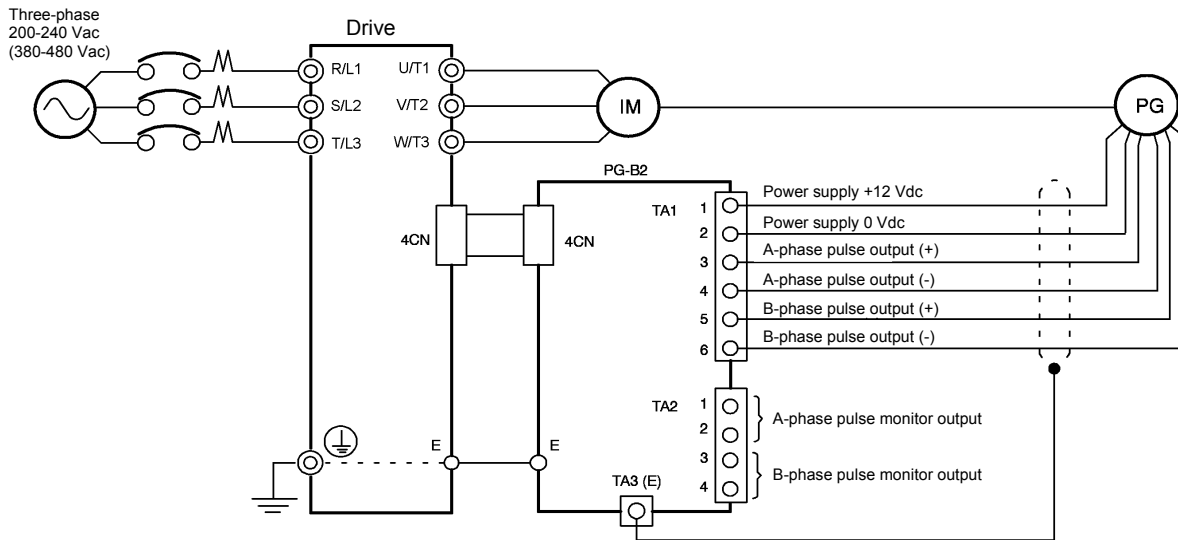 Three-phase
200-240 Vac
(380-480 Vac)
Drive
R/L1
U/T1
S/L2
V/T2
T/L3
W/T3
IM
PG
PG-B2
TA1
1
Power supply +12 Vdc
2
Power supply 0 Vdc
3
A-phase pulse output (+)
4
A-phase pulse output (-)
5
B-phase pulse output (+)
6
B-phase pulse output (-)
4CN
4CN
TA2
1
2
A-phase pulse monitor output
3
4
B-phase pulse monitor output
E
E
TA3 (E)